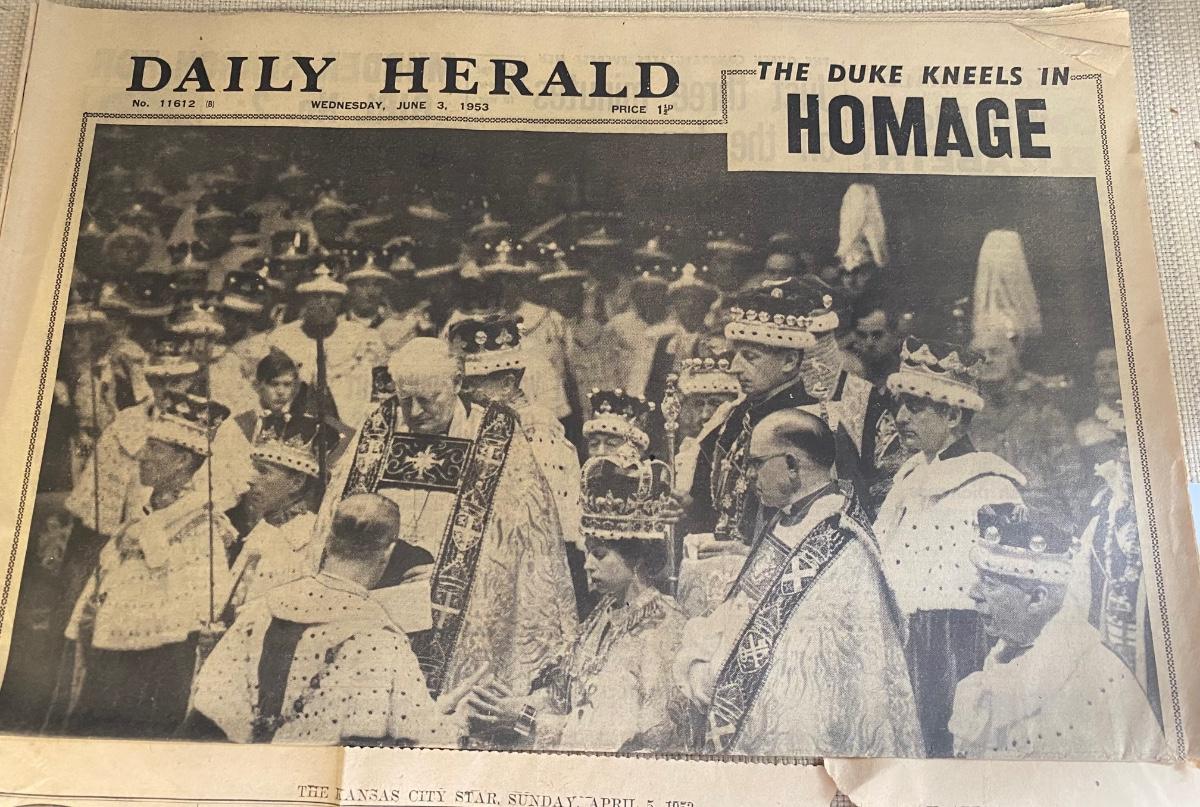 DAILY HERALD
No. 11612 (B) WEDNESDAY, JUNE 3, 1953 PRICE 1½D
THE DUKE KNEELS IN
HOMAGE
THE KANSAS CITY STAR, SUNDAY, APRIL 5,